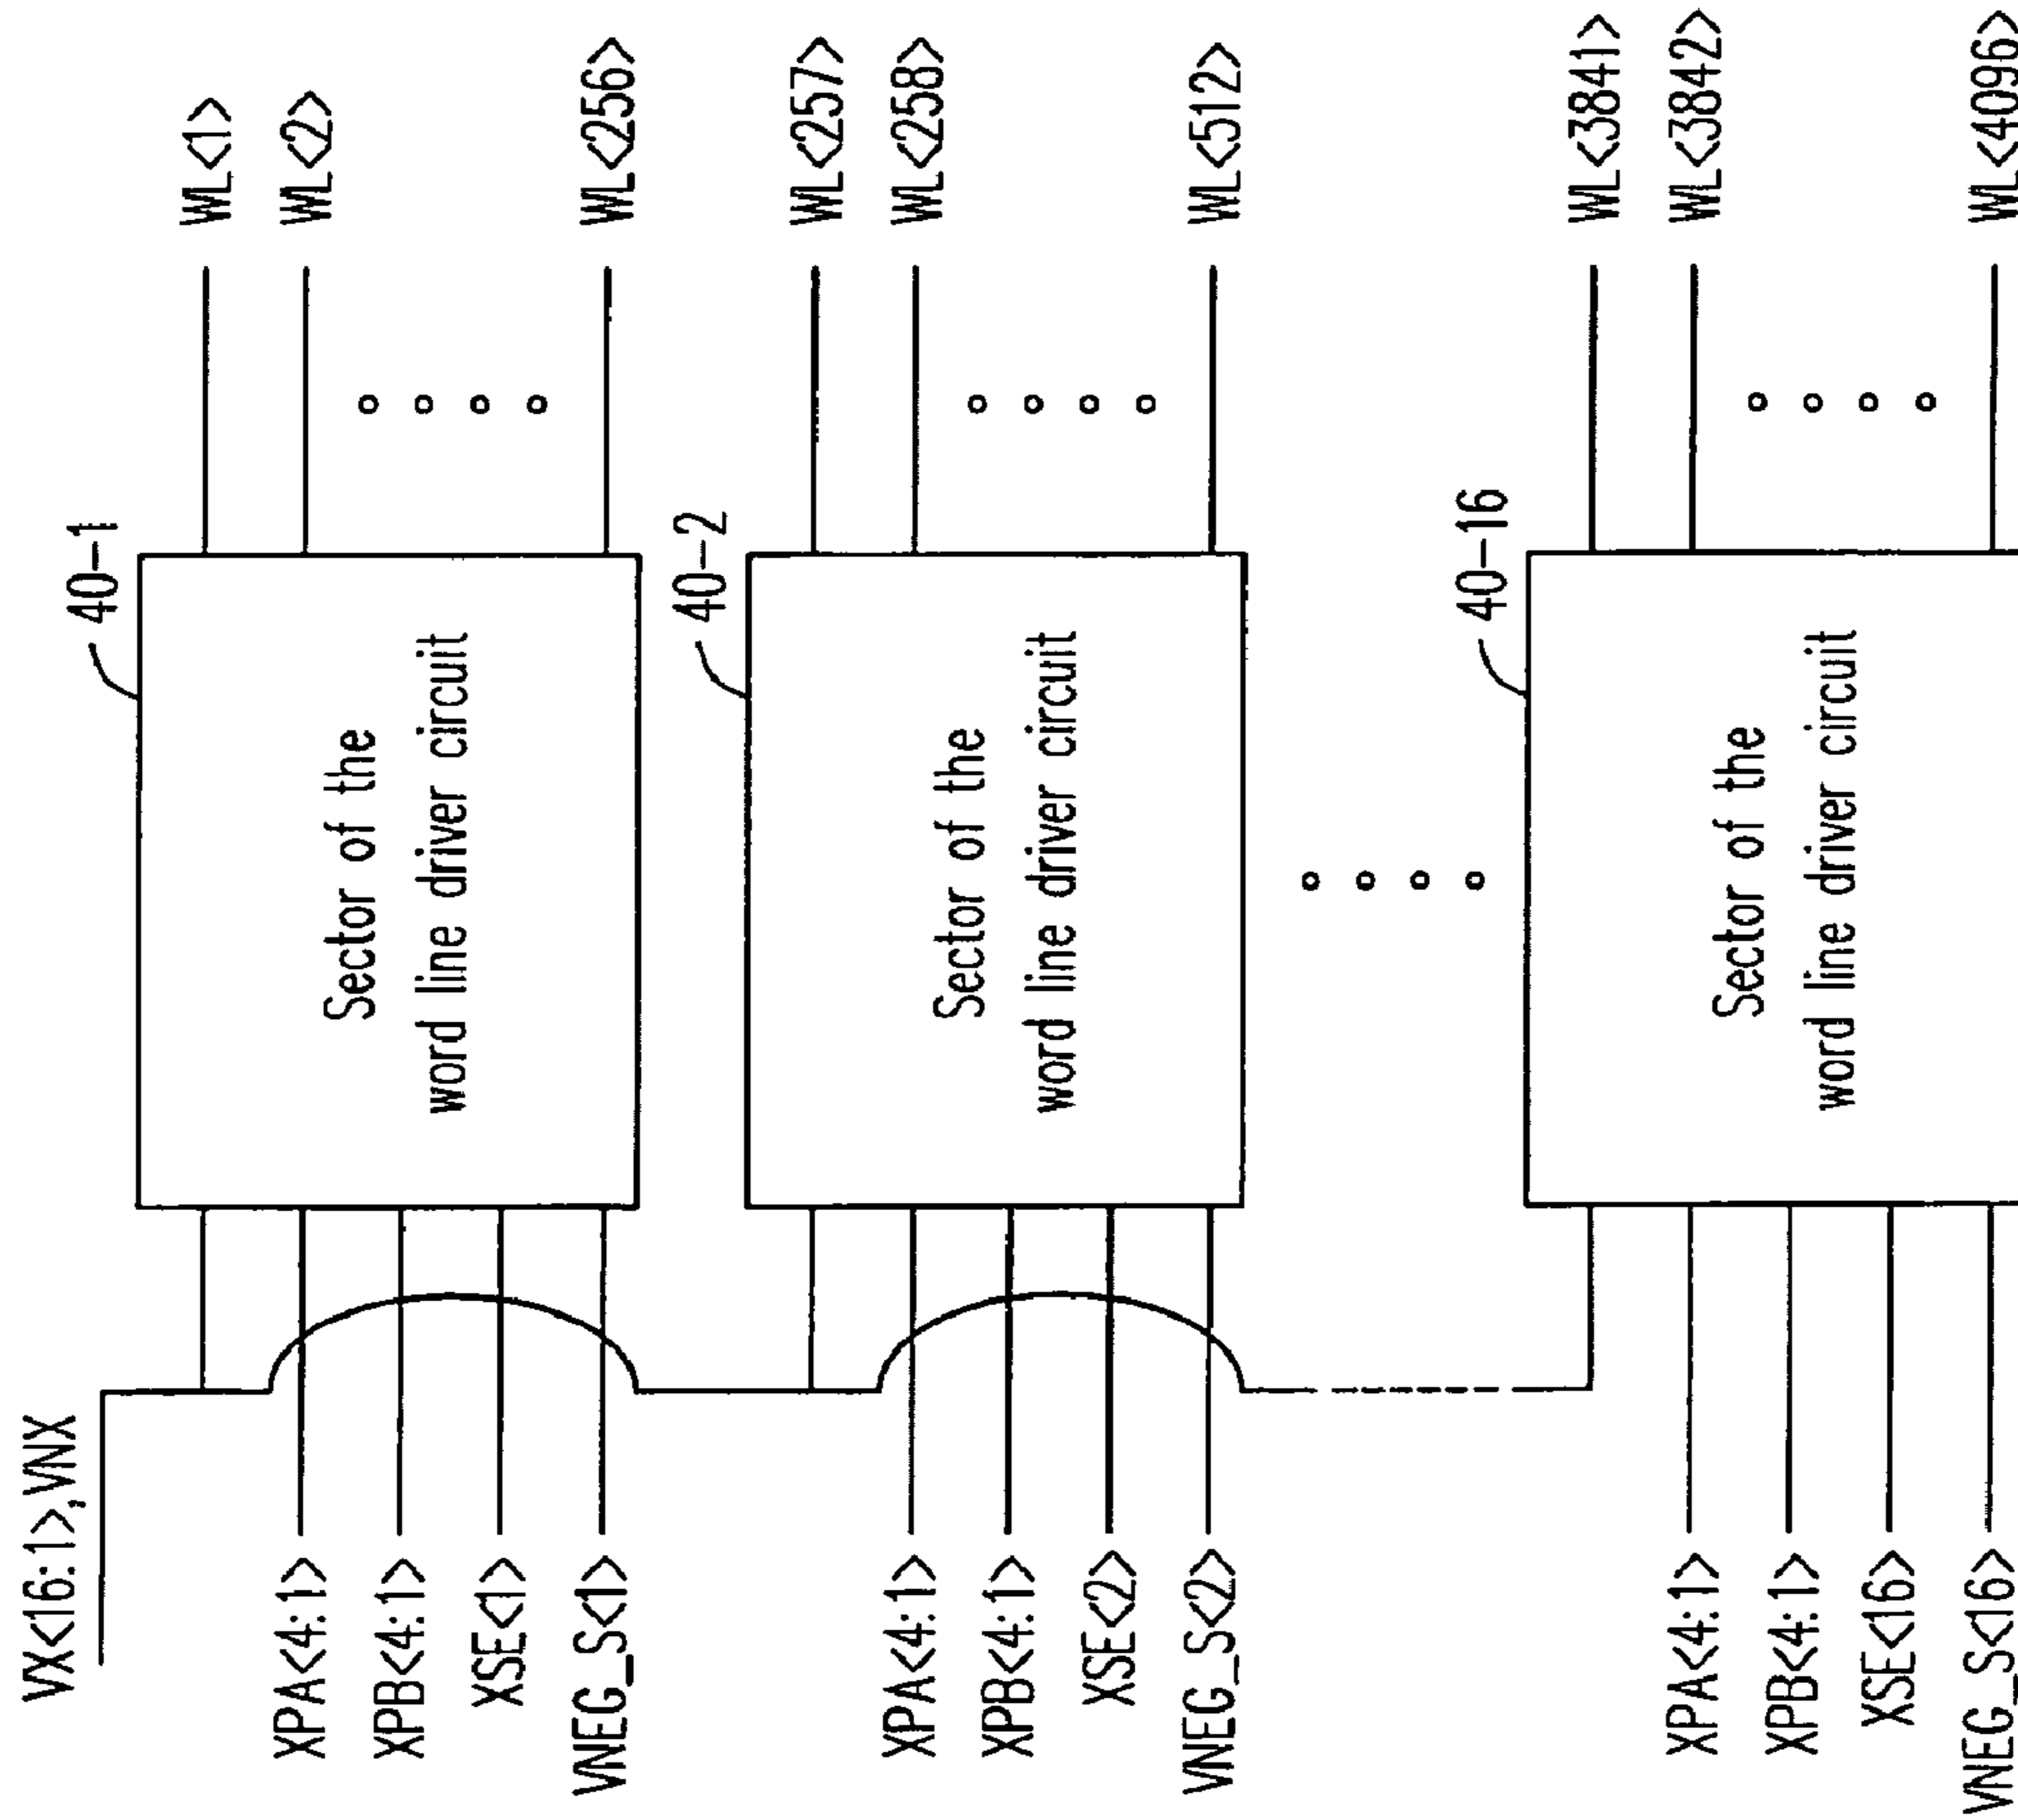 VX<16:1>,VNX
XPA<4:1>
XPB<4:1>
XSE<1>
VNEG_S<1>
40-1
Sector of the
word line driver circuit
WL<1>
WL<2>
WL<256>
XPA<4:1>
XPB<4:1>
XSE<2>
VNEG_S<2>
40-2
Sector of the
word line driver circuit
WL<257>
WL<258>
WL<512>
XPA<4:1>
XPB<4:1>
XSE<16>
VNEG_S<16>
40-16
Sector of the
word line driver circuit
WL<3841>
WL<3842>
WL<4096>